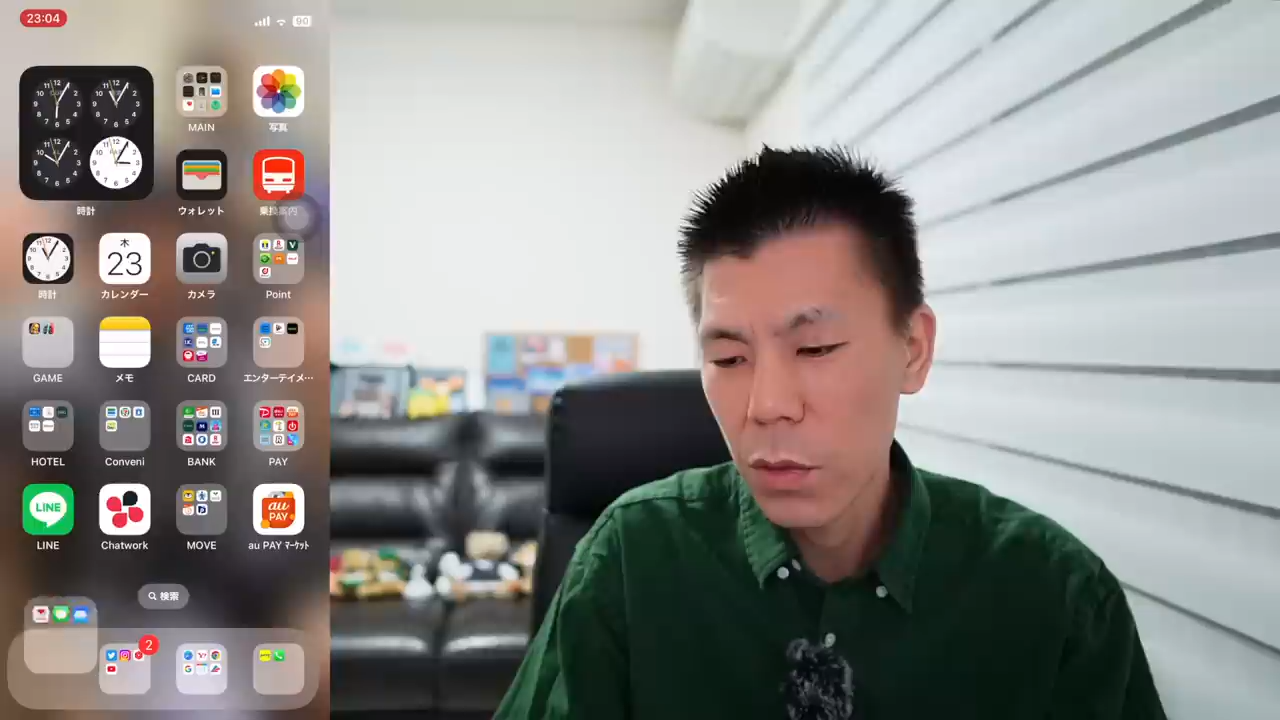 23:04
90
MAIN
写真
時計
ウォレット
乗換案内
木
23
時計
カレンダー
カメラ
Point
GAME
メモ
CARD
エンターテイメ…
HOTEL
Conveni
BANK
PAY
LINE
au
PAY
LINE
Chatwork
MOVE
au PAY マーケット
検索
2